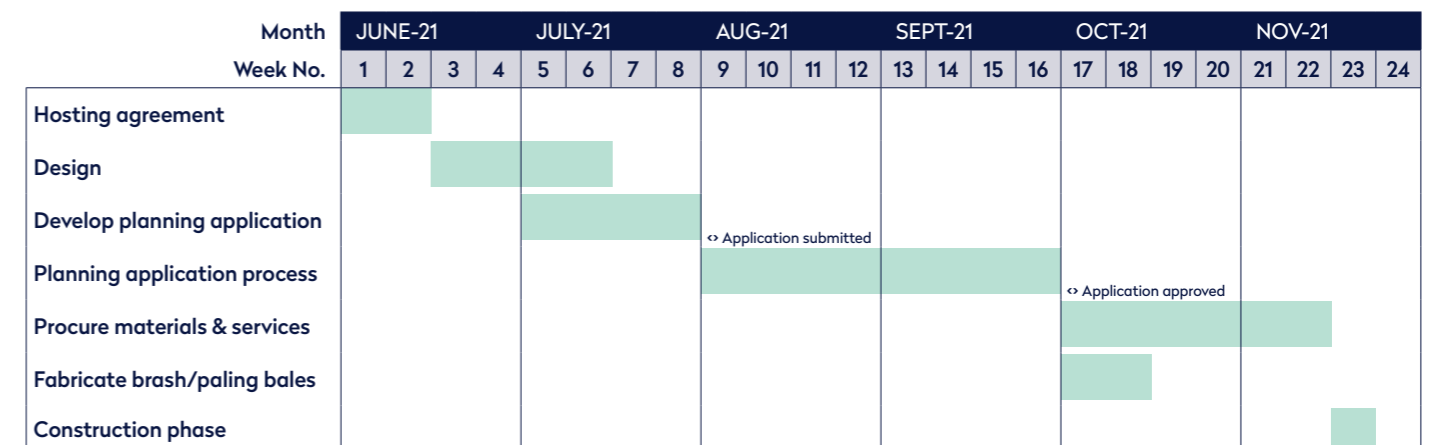 Month JUNE-21 JULY-21 AUG-21 SEPT-21 OCT-21 NOV-21
Week No. 1 2 3 4 5 6 7 8 9 10 11 12 13 14 15 16 17 18 19 20 21 22 23 24
Hosting agreement
Design
Develop planning application
<> Application submitted
Planning application process
<> Application approved
Procure materials & services
Fabricate brash/paling bales
Construction phase